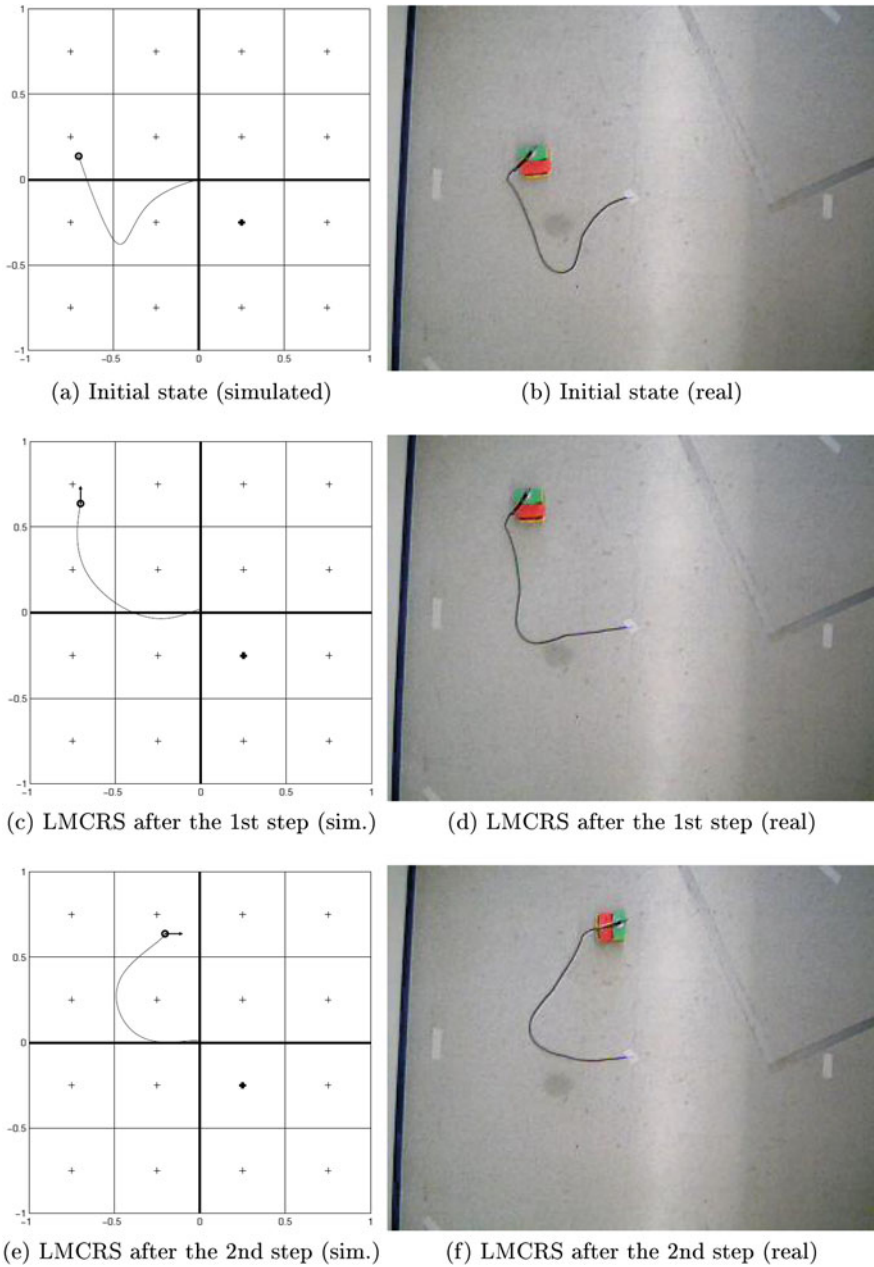 1
0.5
0
−0.5
−1
−1 −0.5 0 0.5 1
(a) Initial state (simulated)
(b) Initial state (real)
1
0.5
0
−0.5
−1
−1 −0.5 0 0.5 1
(c) LMCRS after the 1st step (sim.)
(d) LMCRS after the 1st step (real)
1
0.5
0
−0.5
−1
−1 −0.5 0 0.5 1
(e) LMCRS after the 2nd step (sim.)
(f) LMCRS after the 2nd step (real)